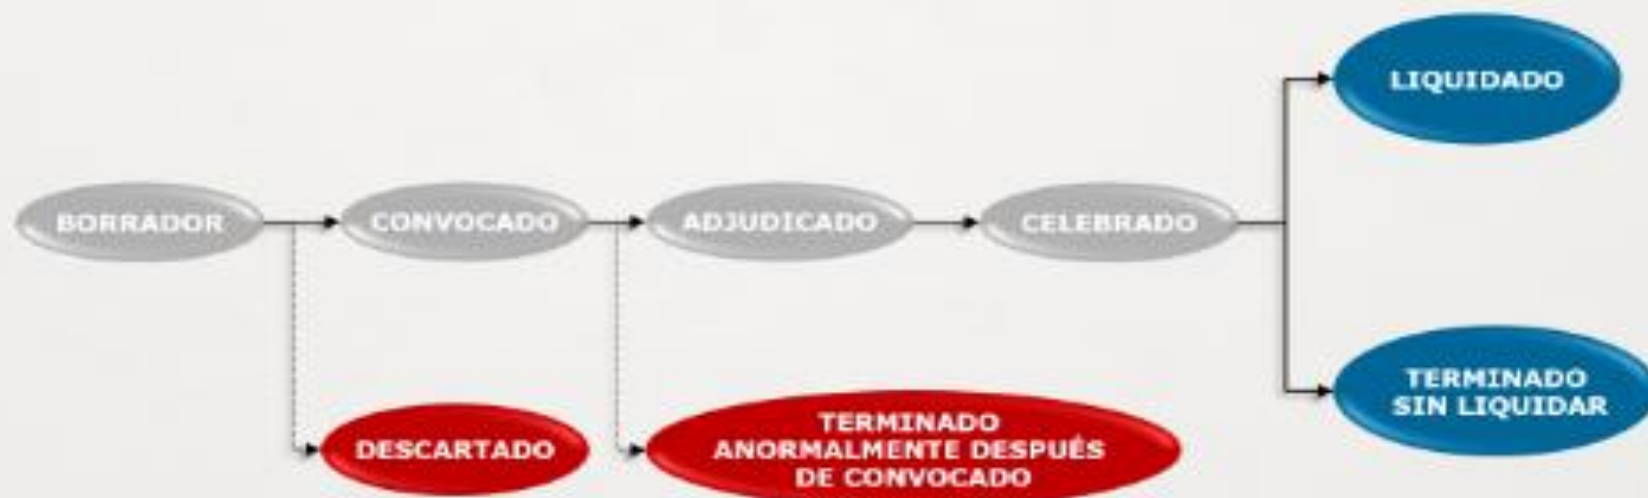 LIQUIDADO
BORRADOR
CONVOCADO
ADJUDICADO
CELEBRADO
DESCARTADO
TERMINADO
ANORMALMENTE DESPUÉS
DE CONVOCADO
TERMINADO
SIN LIQUIDAR